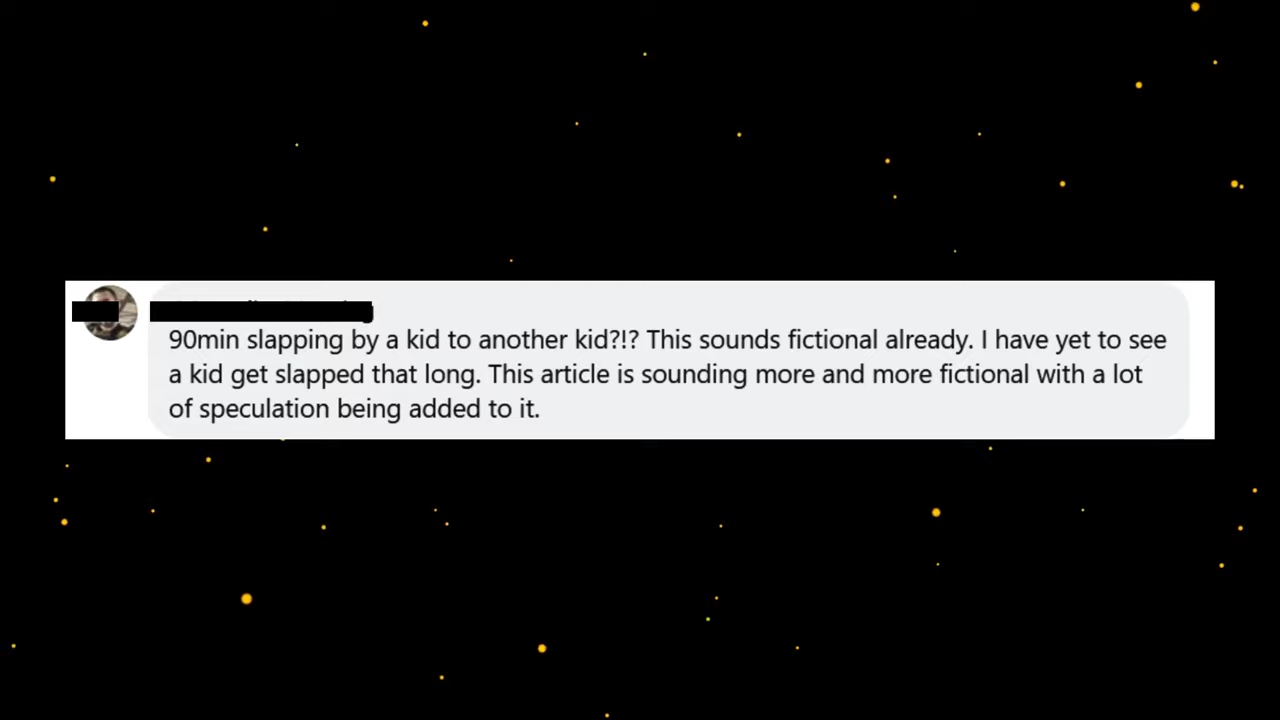 90min slapping by a kid to another kid?!? This sounds fictional already. I have yet to see
a kid get slapped that long. This article is sounding more and more fictional with a lot
of speculation being added to it.